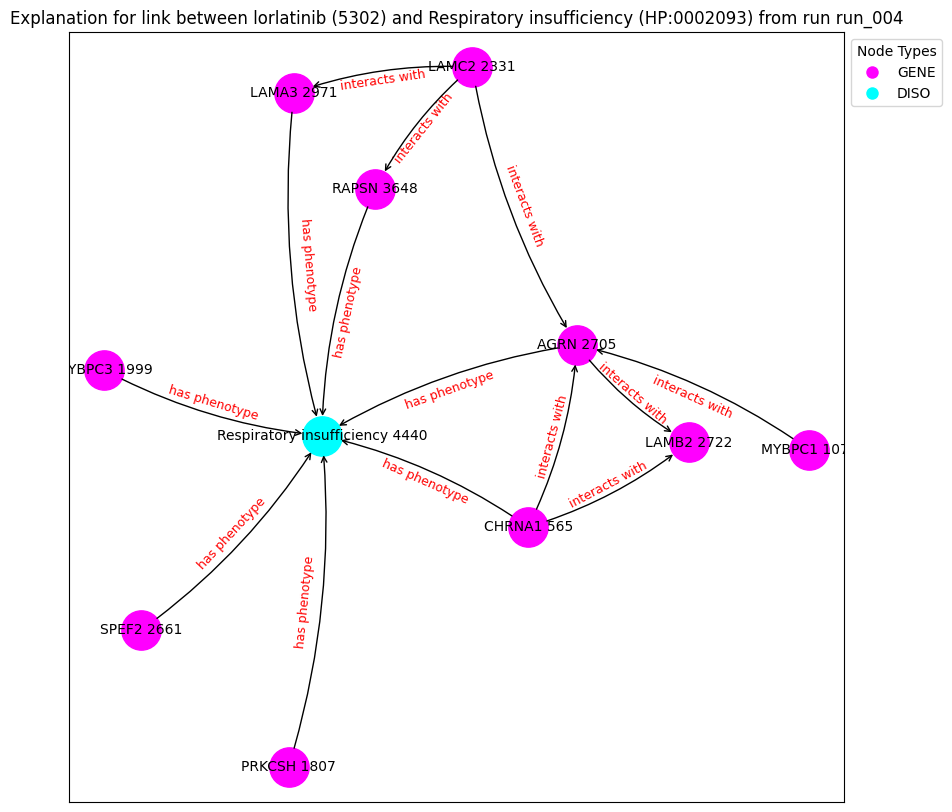 Explanation for link between lorlatinib (5302) and Respiratory insufficiency (HP:0002093) from run run_004
Node Types
GENE
DISO
LAMC2 2331
interacts with
LAMA3 2971
interacts with
RAPSN 3648
interacts with
has phenotype
has phenotype
AGRN 2705
YBPC3 1999
interacts with
interacts with
has phenotype
has phenotype
interacts with
Respiratory insufficiency 4440
LAMB2 2722
MYBPC1 107
has phenotype
interacts with
CHRNA1 565
has phenotype
has phenotype
SPEF2 2661
PRKCSH 1807